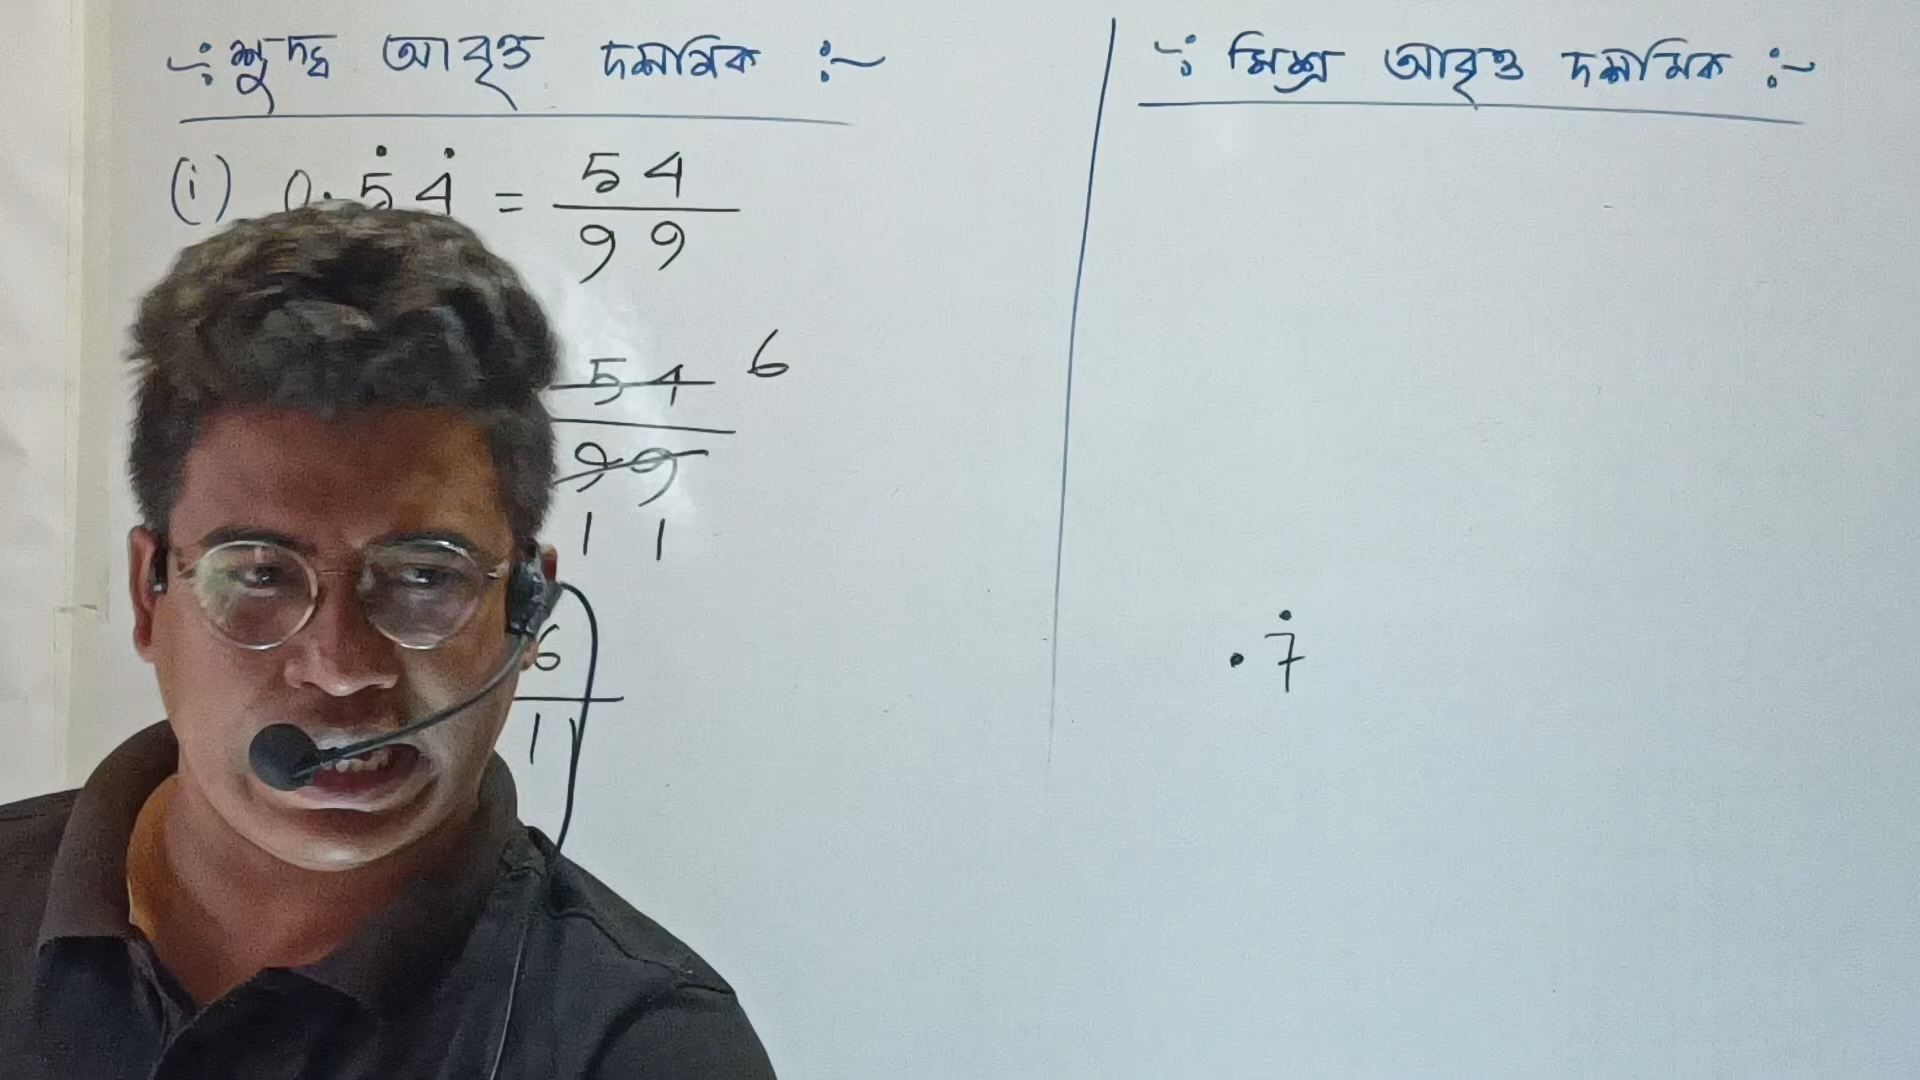 -: শুদ্ধ আবৃত্ত দশমিক :-
(i) 0.5̇4̇ = 54/99
54 6
99
1 1
6
11
-: মিশ্র আবৃত্ত দশমিক :-
.7̇